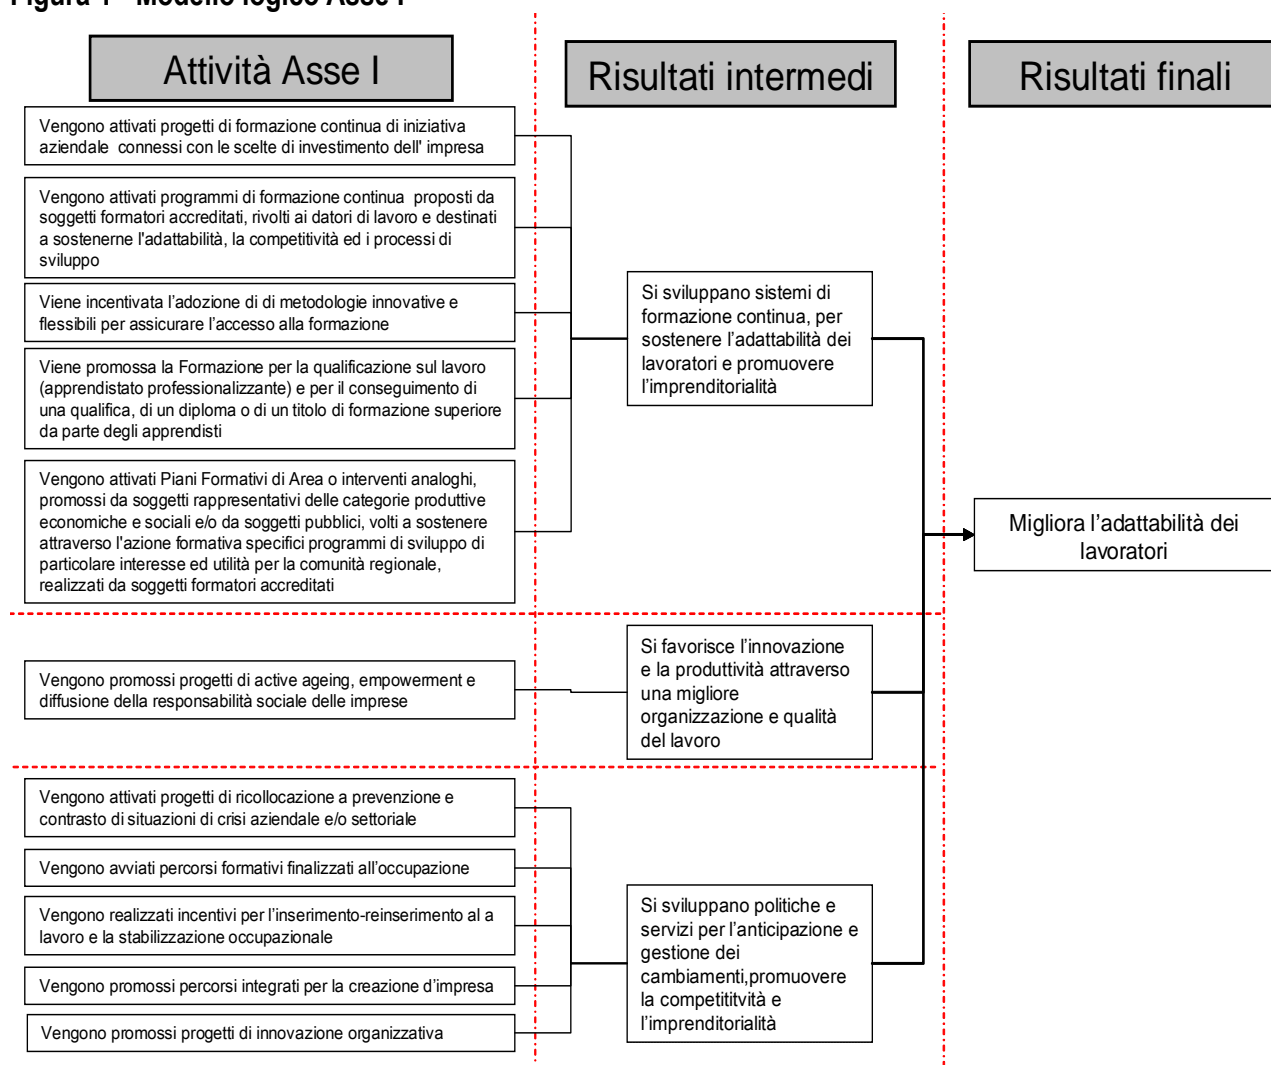 Figura 1 - Modello logico Asse I
Attività Asse I
Risultati intermedi
Risultati finali
Vengono attivati progetti di formazione continua di iniziativa
aziendale connessi con le scelte di investimento dell' impresa
Vengono attivati programmi di formazione continua proposti da
soggetti formatori accreditati, rivolti ai datori di lavoro e destinati
a sostenerne l'adattabilità, la competitività ed i processi di
sviluppo
Viene incentivata l’adozione di di metodologie innovative e
flessibili per assicurare l’accesso alla formazione
Viene promossa la Formazione per la qualificazione sul lavoro
(apprendistato professionalizzante) e per il conseguimento di
una qualifica, di un diploma o di un titolo di formazione superiore
da parte degli apprendisti
Vengono attivati Piani Formativi di Area o interventi analoghi,
promossi da soggetti rappresentativi delle categorie produttive
economiche e sociali e/o da soggetti pubblici, volti a sostenere
attraverso l'azione formativa specifici programmi di sviluppo di
particolare interesse ed utilità per la comunità regionale,
realizzati da soggetti formatori accreditati
Si sviluppano sistemi di
formazione continua, per
sostenere l’adattabilità dei
lavoratori e promuovere
l’imprenditorialità
Migliora l’adattabilità dei
lavoratori
Vengono promossi progetti di active ageing, empowerment e
diffusione della responsabilità sociale delle imprese
Si favorisce l’innovazione
e la produttività attraverso
una migliore
organizzazione e qualità
del lavoro
Vengono attivati progetti di ricollocazione a prevenzione e
contrasto di situazioni di crisi aziendale e/o settoriale
Vengono avviati percorsi formativi finalizzati all’occupazione
Vengono realizzati incentivi per l’inserimento-reinserimento al a
lavoro e la stabilizzazione occupazionale
Vengono promossi percorsi integrati per la creazione d’impresa
Vengono promossi progetti di innovazione organizzativa
Si sviluppano politiche e
servizi per l’anticipazione e
gestione dei
cambiamenti,promuovere
la competititvità e
l’imprenditorialità